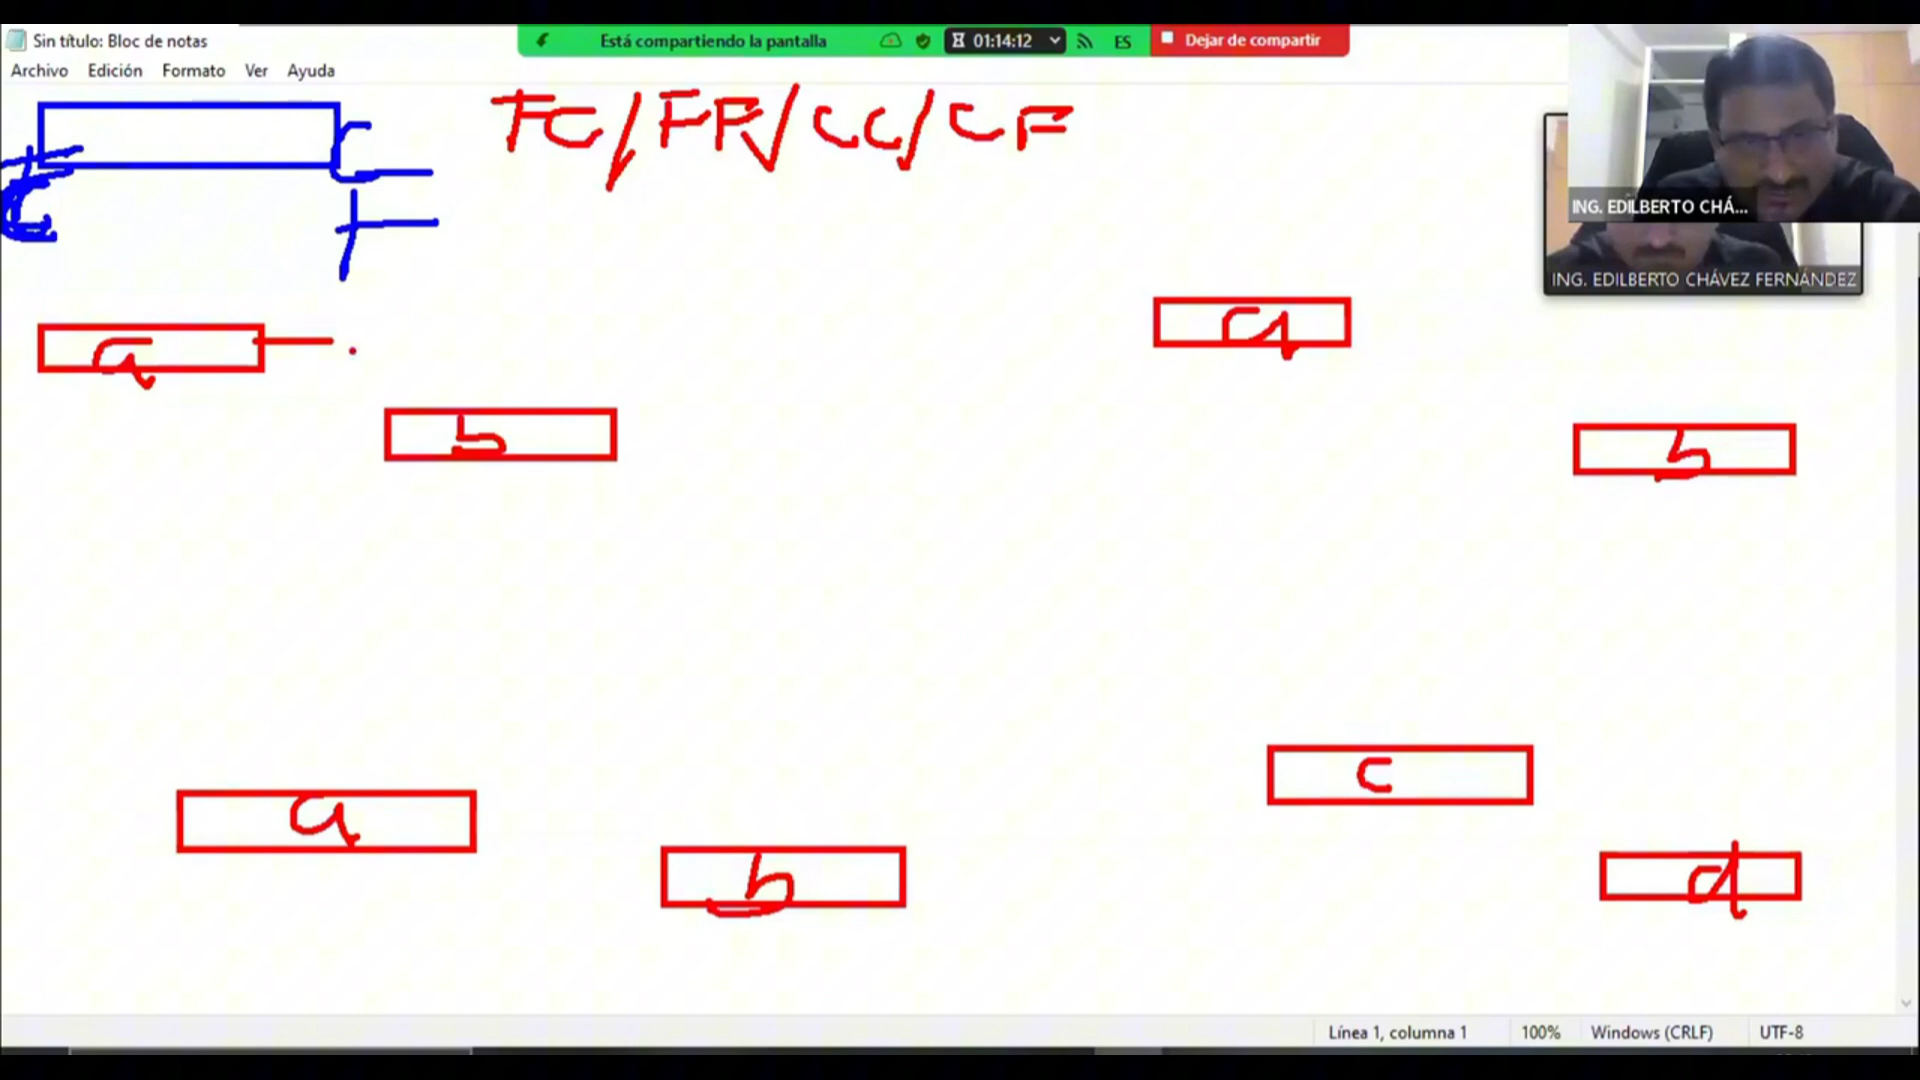 Sin título: Bloc de notas
Está compartiendo la pantalla
01:14:12
ES
Dejar de compartir
Archivo Edición Formato Ver Ayuda
FC/FF/CC/CF
ING. EDILBERTO CHÁ...
ING. EDILBERTO CHÁVEZ FERNÁNDEZ
C
C
F
a
a
b
b
c
a
b
d
Línea 1, columna 1
100%
Windows (CRLF)
UTF-8